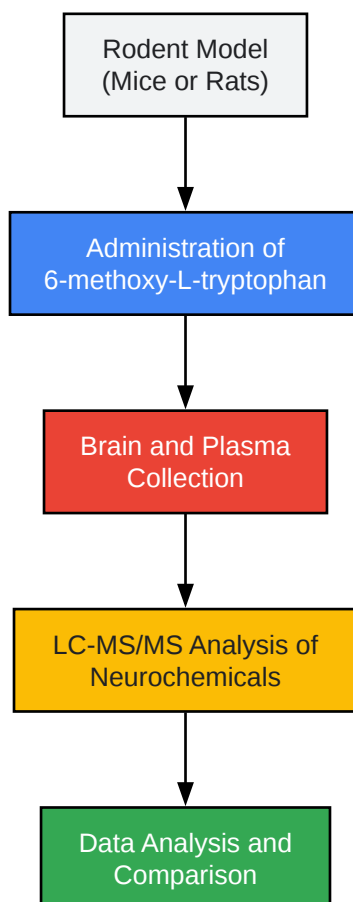 Rodent Model
(Mice or Rats)
Administration of
6-methoxy-L-tryptophan
Brain and Plasma
Collection
LC-MS/MS Analysis of
Neurochemicals
Data Analysis and
Comparison